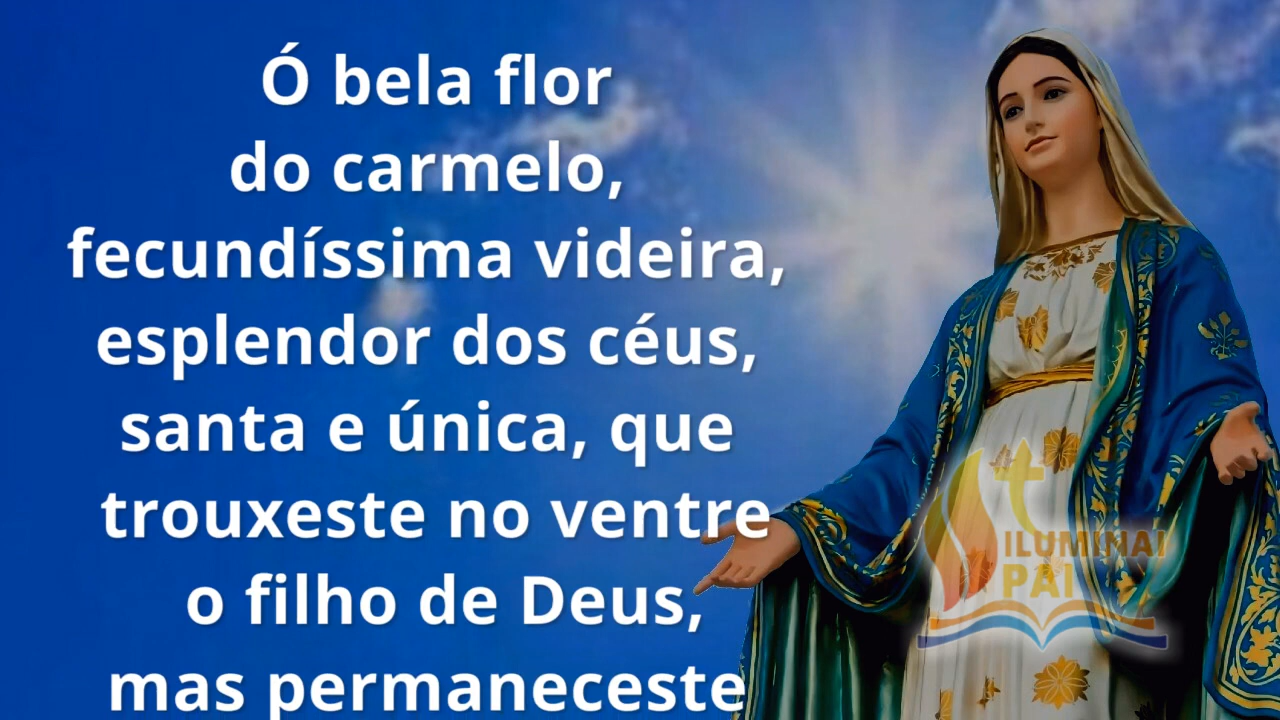 Ó bela flor
do carmelo,
fecundíssima videira,
esplendor dos céus,
santa e única, que
trouxeste no ventre
o filho de Deus,
mas permaneceste
ILUMINAI
PAI